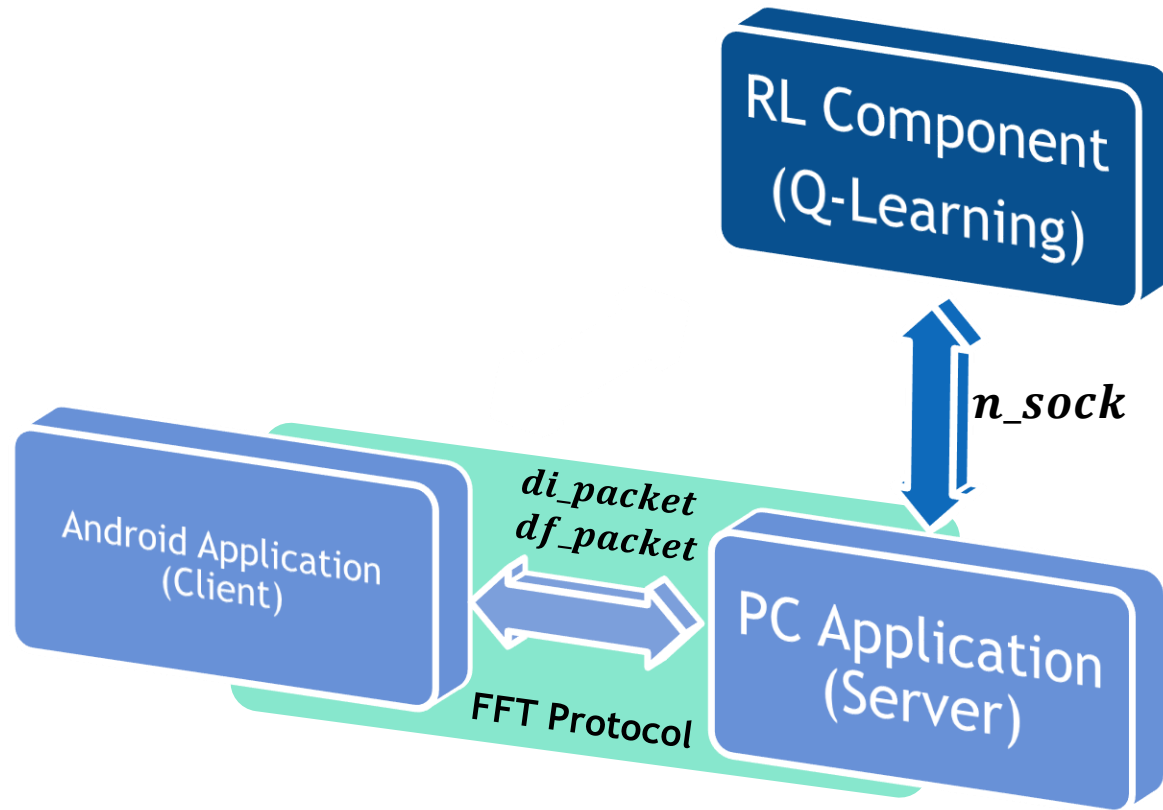 RL Component
(Q-Learning)
n_sock
di_packet
df_packet
Android Application
(Client)
PC Application
(Server)
FFT Protocol